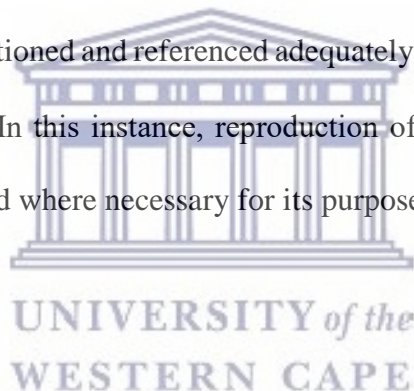 tioned and referenced adequately
In this instance, reproduction of
d where necessary for its purpose
UNIVERSITY of the
WESTERN CAPE